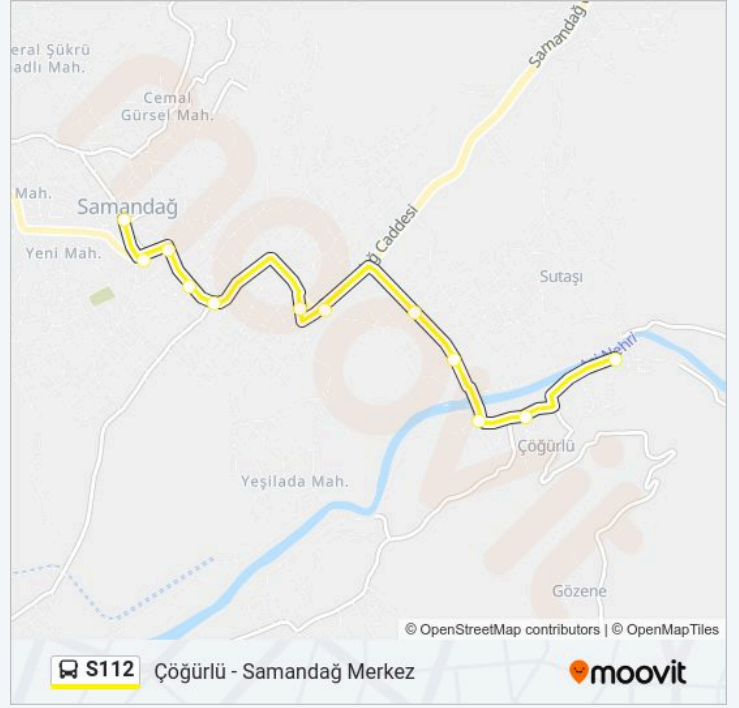 eral Şükrü
adlı Mah.
Cemal
Gürsel Mah.
Samandağ
Mah.
Samandağ
Yeni Mah.
ğ Caddesi
Sutaşı
Nehri
Çöğürlü
Yeşilada Mah.
Gözene
© OpenStreetMap contributors | © OpenMapTiles
S112 Çöğürlü - Samandağ Merkez
moovit
moovit